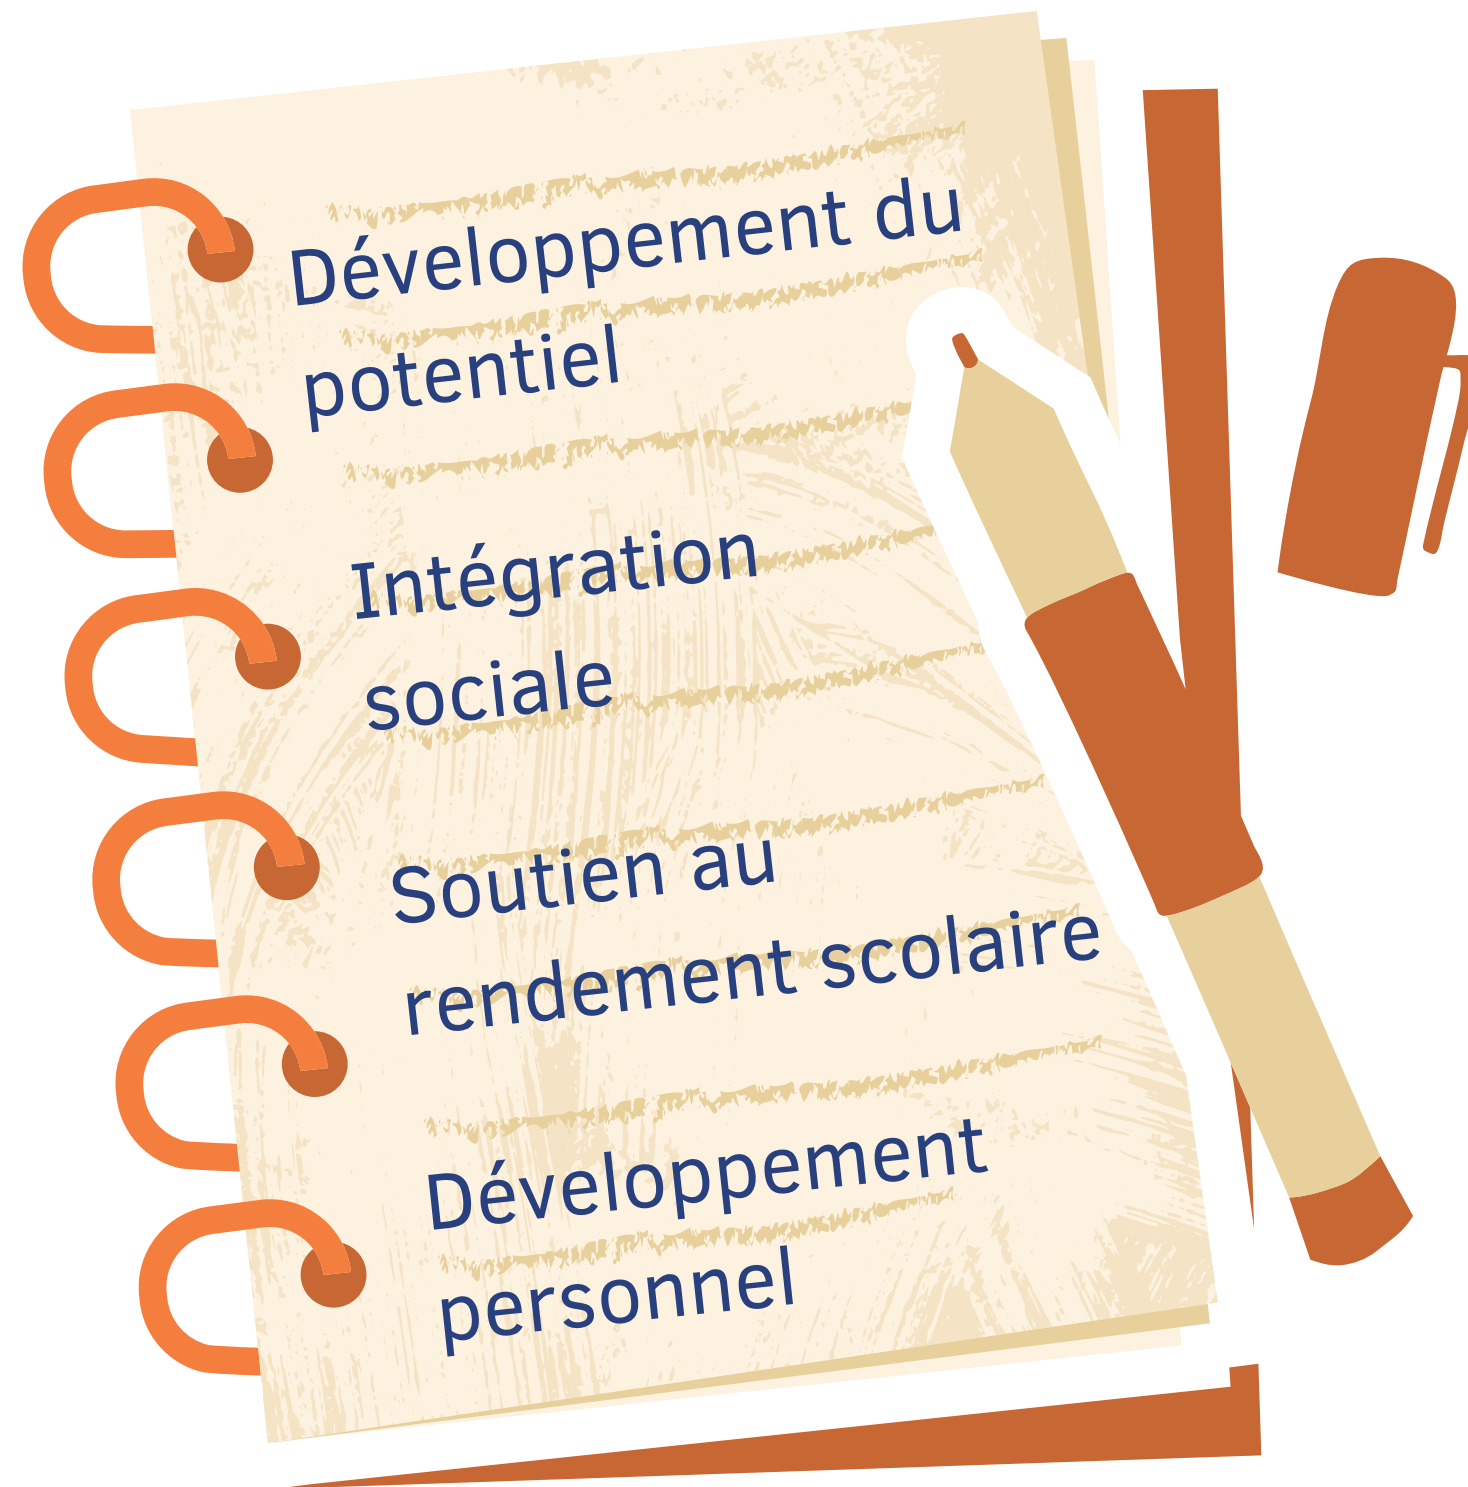 Développement du
potentiel
Intégration
sociale
Soutien au
rendement scolaire
Développement
personnel